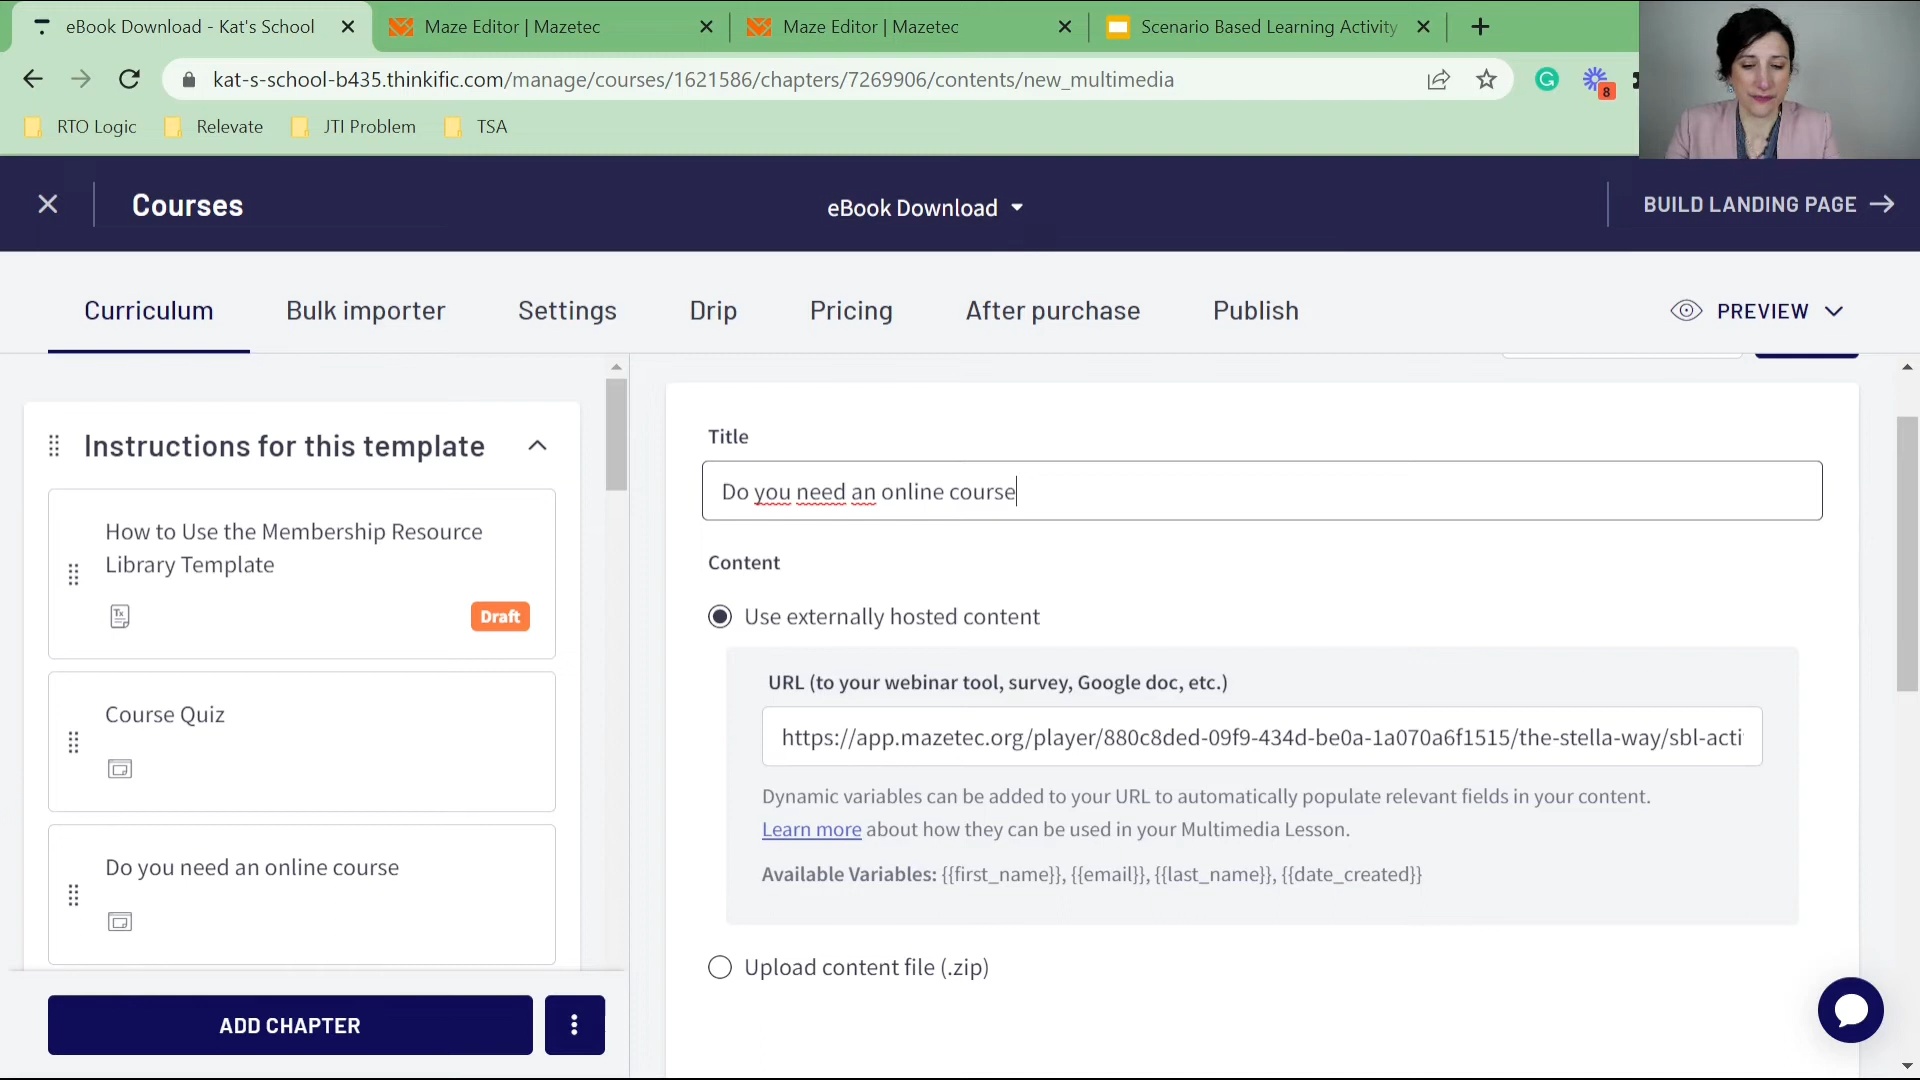 eBook Download - Kat's School
Maze Editor | Mazetec
Maze Editor | Mazetec
Scenario Based Learning Activity
kat-s-school-b435.thinkific.com/manage/courses/1621586/chapters/7269906/contents/new_multimedia
8
RTO Logic
Relevate
JTI Problem
TSA
Courses
eBook Download
BUILD LANDING PAGE
Curriculum
Bulk importer
Settings
Drip
Pricing
After purchase
Publish
PREVIEW
Instructions for this template
How to Use the Membership Resource
Library Template
Draft
Course Quiz
Do you need an online course
ADD CHAPTER
Title
Do you need an online course
Content
Use externally hosted content
URL (to your webinar tool, survey, Google doc, etc.)
https://app.mazetec.org/player/880c8ded-09f9-434d-be0a-1a070a6f1515/the-stella-way/sbl-acti
Dynamic variables can be added to your URL to automatically populate relevant fields in your content.
Learn more about how they can be used in your Multimedia Lesson.
Available Variables: {{first_name}}, {{email}}, {{last_name}}, {{date_created}}
Upload content file (.zip)